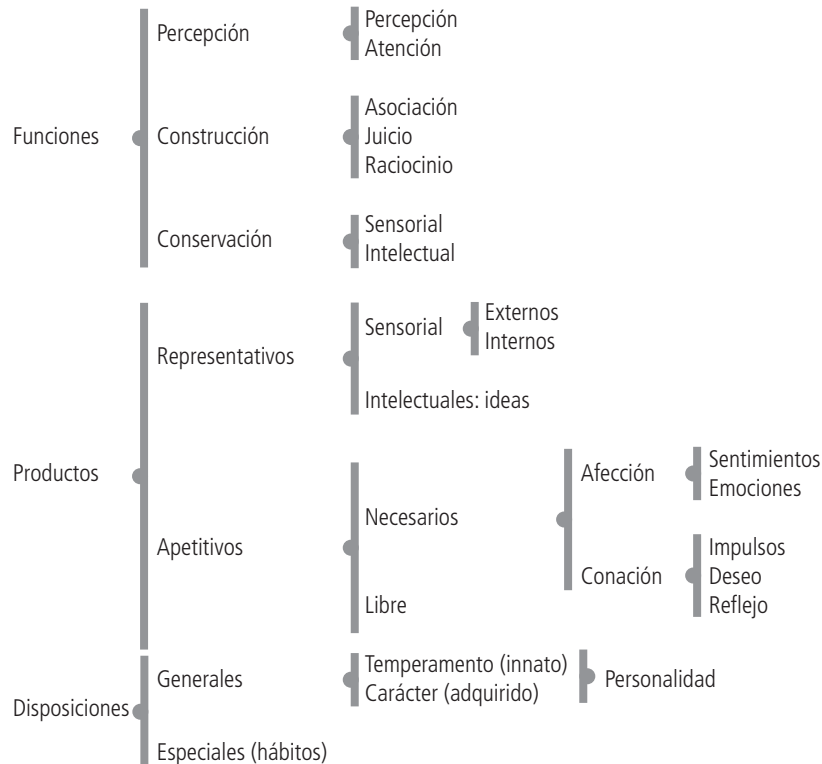 Funciones
Percepción
Percepción
Atención
Construcción
Asociación
Juicio
Raciocinio
Conservación
Sensorial
Intelectual
Productos
Representativos
Sensorial
Externos
Internos
Intelectuales: ideas
Apetitivos
Necesarios
Afección
Sentimientos
Emociones
Conación
Impulsos
Deseo
Reflejo
Libre
Disposiciones
Generales
Temperamento (innato)
Carácter (adquirido)
Personalidad
Especiales (hábitos)